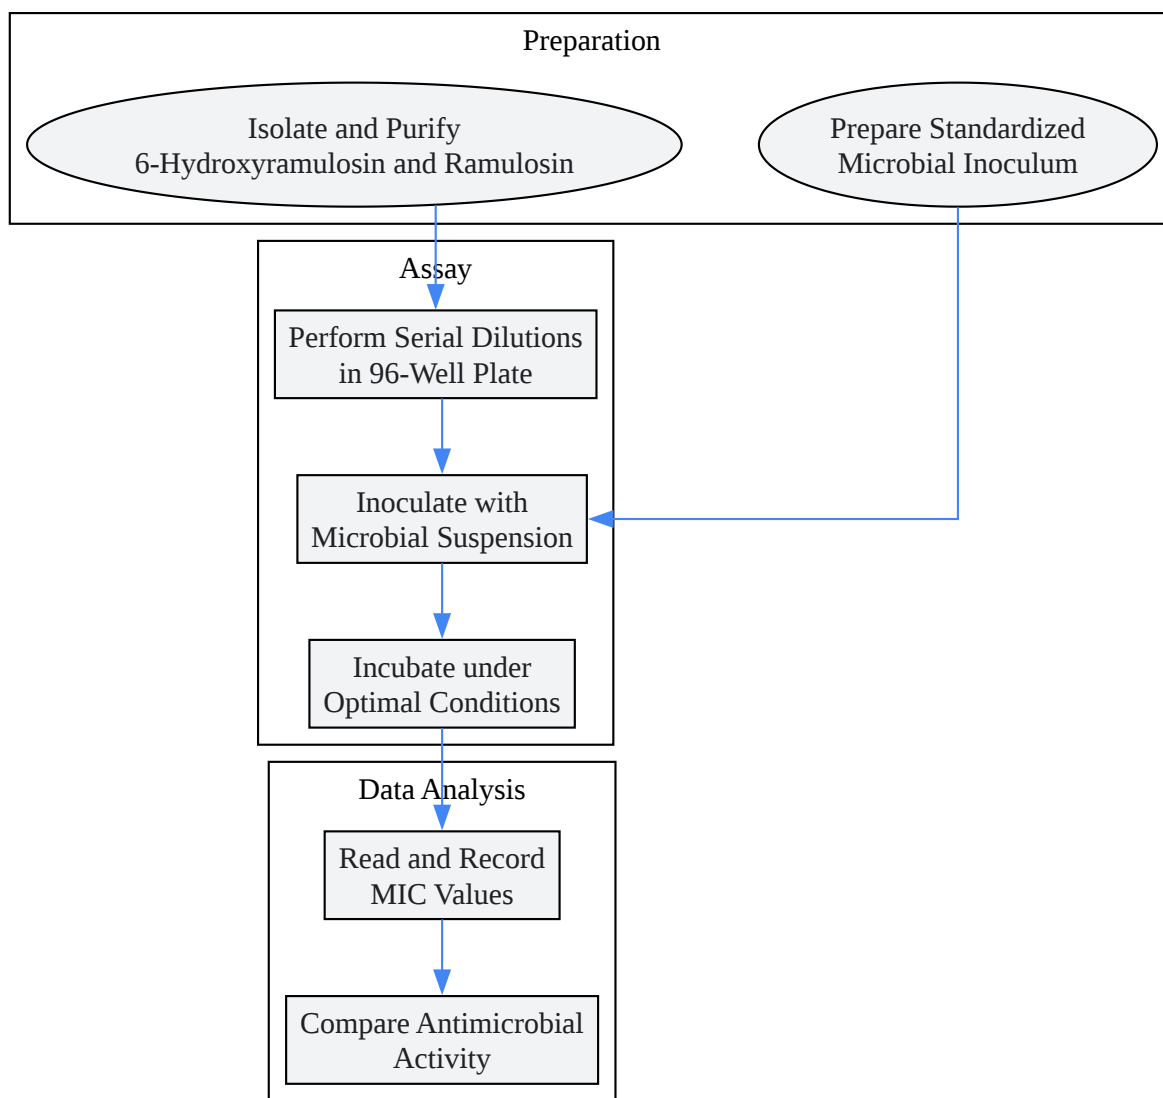 Preparation
Isolate and Purify
6-Hydroxyramulosin and Ramulosin
Prepare Standardized
Microbial Inoculum
Assay
Perform Serial Dilutions
in 96-Well Plate
Inoculate with
Microbial Suspension
Incubate under
Optimal Conditions
Data Analysis
Read and Record
MIC Values
Compare Antimicrobial
Activity